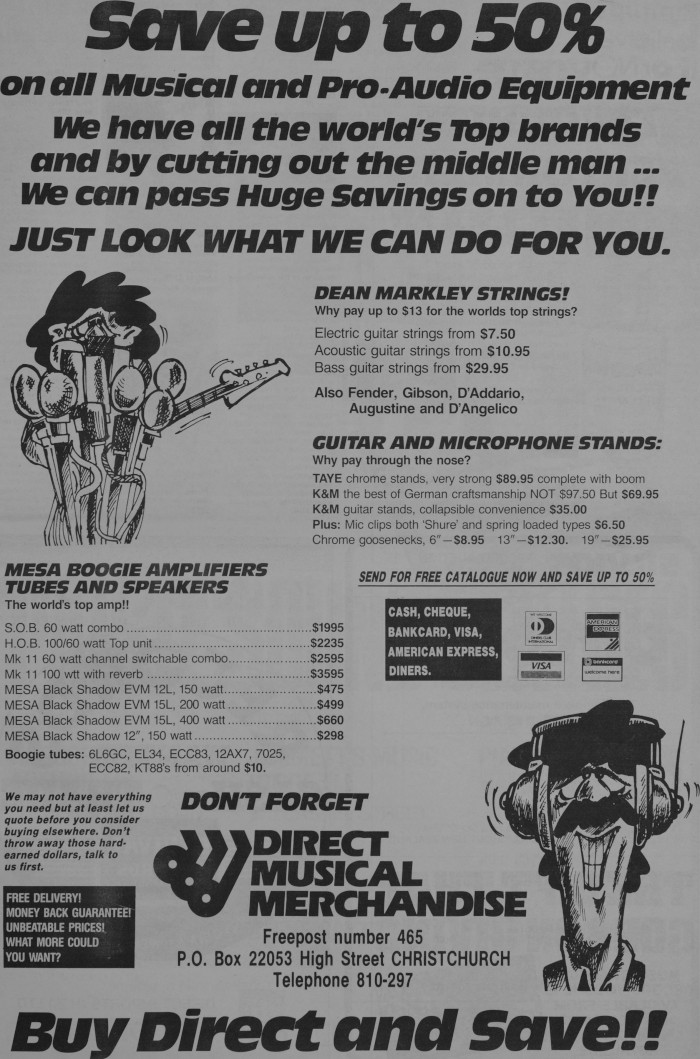 Save up to 50%
on all Musical and Pro-Audio Equipment
We have all the world's Top brands
and by cutting out the middle man ...
We can pass Huge Savings on to You!!
JUST LOOK WHAT WE CAN DO FOR YOU.
DEAN MARKLEY STRINGS!
Why pay up to $13 for the worlds top strings?
Electric guitar strings from $7.50
Acoustic guitar strings from $10.95
Bass guitar strings from $29.95
Also Fender, Gibson, D'Addario,
Augustine and D'Angelico
GUITAR AND MICROPHONE STANDS:
Why pay through the nose?
TAYE chrome stands, very strong $89.95 complete with boom
K&M the best of German craftsmanship NOT $97.50 But $69.95
K&M guitar stands, collapsible convenience $35.00
Plus: Mic clips both 'Shure' and spring loaded types $6.50
Chrome goosenecks, 6"—$8.95 13"—$12.30. 19"—$25.95
MESA BOOGIE AMPLIFIERS
TUBES AND SPEAKERS
The world's top amp!!
S.O.B. 60 watt combo ...............................................$1995
H.O.B. 100/60 watt Top unit........................................$2235
Mk 11 60 watt channel switchable combo.....................$2595
Mk 11 100 wtt with reverb ..........................................$3595
MESA Black Shadow EVM 12L, 150 watt.......................$475
MESA Black Shadow EVM 15L, 200 watt.......................$499
MESA Black Shadow EVM 15L, 400 watt......................$660
MESA Black Shadow 12", 150 watt...............................$298
Boogie tubes: 6L6GC, EL34, ECC83, 12AX7, 7025,
ECC82, KT88's from around $10.
SEND FOR FREE CATALOGUE NOW AND SAVE UP TO 50%
CASH, CHEQUE,
BANKCARD, VISA,
AMERICAN EXPRESS,
DINERS.
DINERS CLUB
INTERNATIONAL
AMERICAN
EXPRESS
VISA
bankcard
welcome here
We may not have everything
you need but at least let us
quote before you consider
buying elsewhere. Don't
throw away those hard-
earned dollars, talk to
us first.
FREE DELIVERY!
MONEY BACK GUARANTEE!
UNBEATABLE PRICES!
WHAT MORE COULD
YOU WANT?
DON'T FORGET
DIRECT
MUSICAL
MERCHANDISE
Freepost number 465
P.O. Box 22053 High Street CHRISTCHURCH
Telephone 810-297
Buy Direct and Save!!